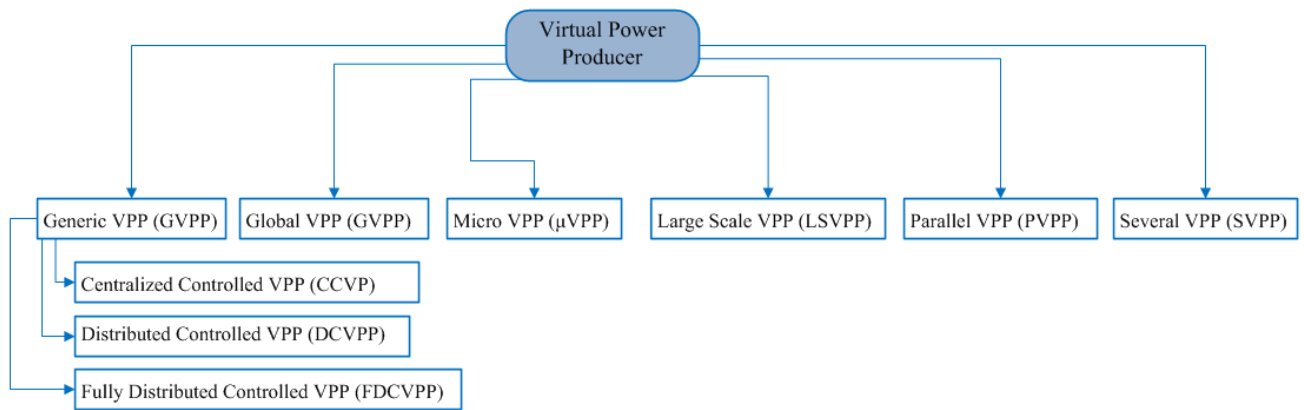 Virtual Power
Producer
Generic VPP (GVPP)
Global VPP (GVPP)
Micro VPP (μVPP)
Large Scale VPP (LSVPP)
Parallel VPP (PVPP)
Several VPP (SVPP)
Centralized Controlled VPP (CCVP)
Distributed Controlled VPP (DCVPP)
Fully Distributed Controlled VPP (FDCVPP)